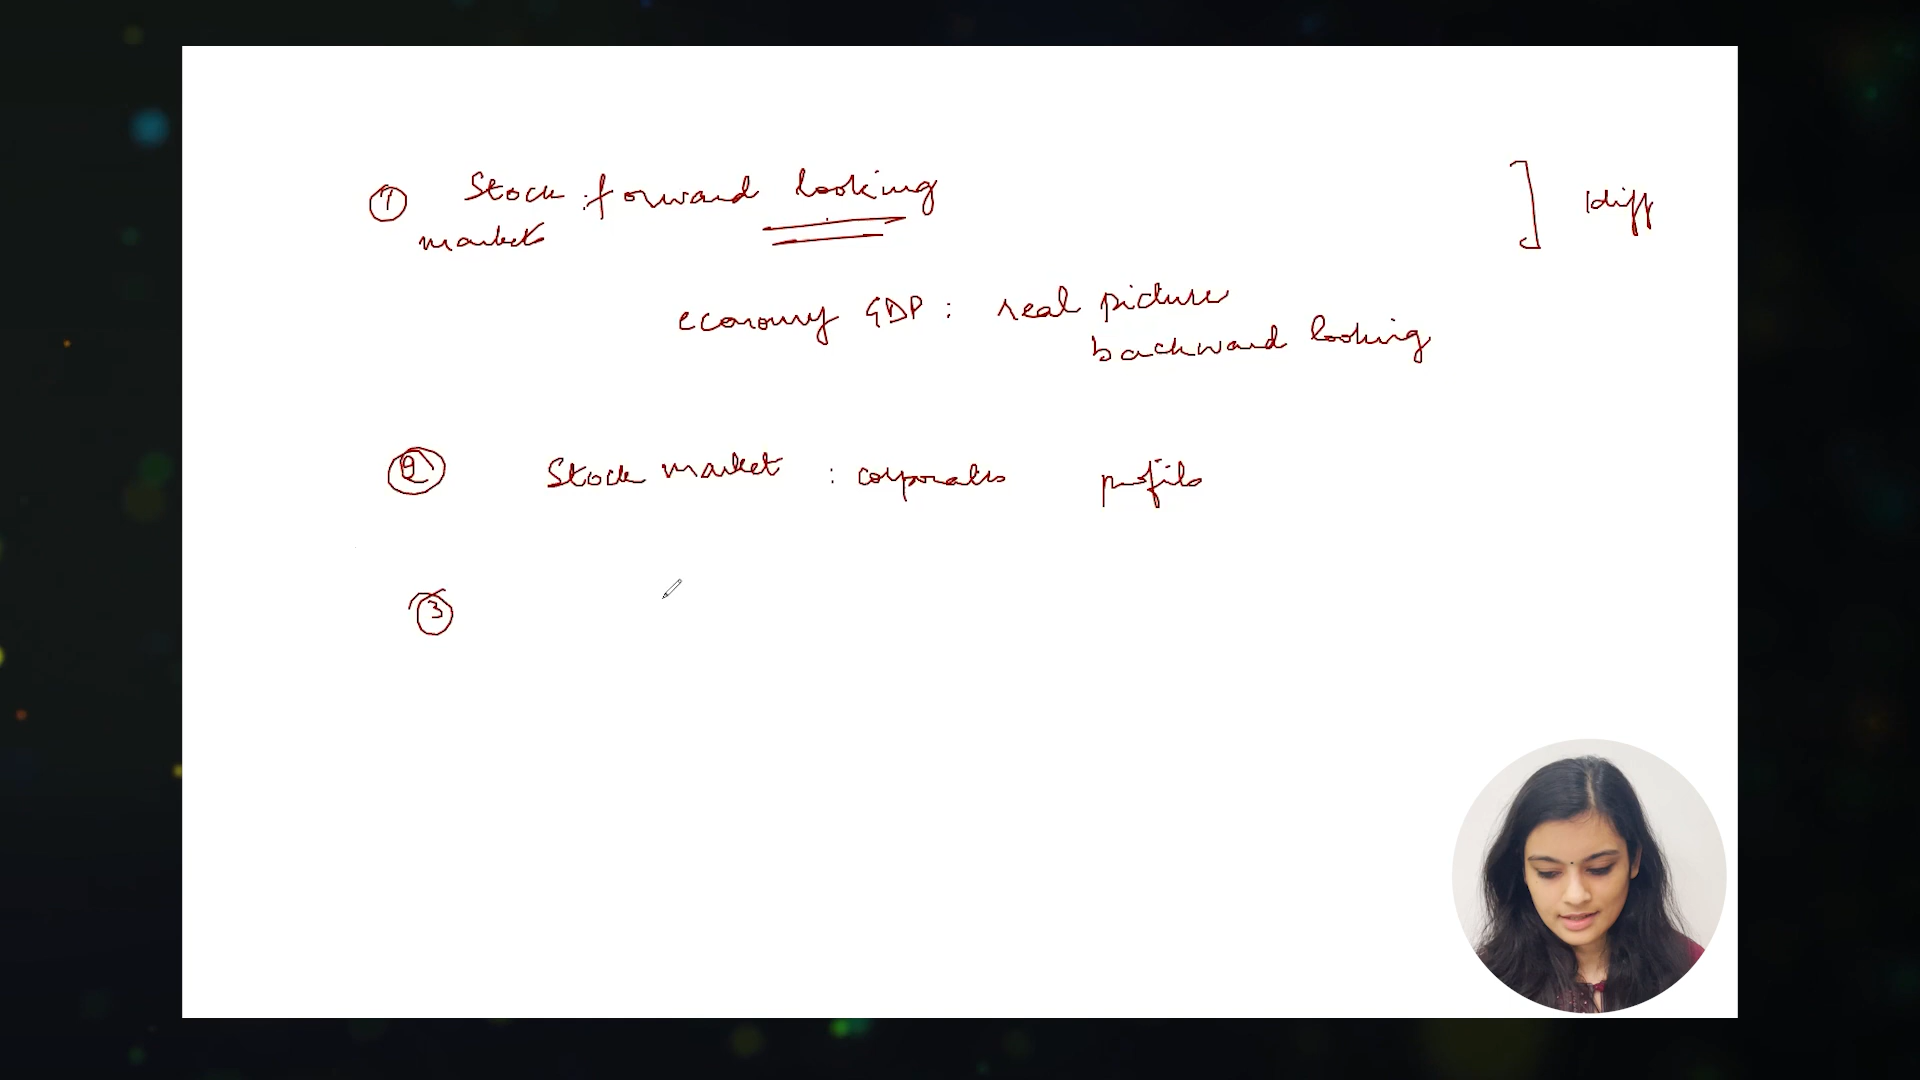 ① Stock : forward looking
market
] diff
economy GDP : real picture
backward looking
② Stock market : corporates profits
③